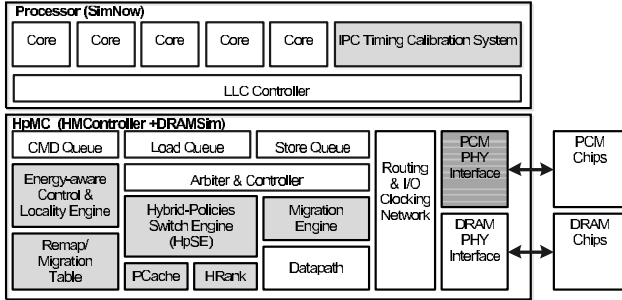 Processor (SimNow)
Core Core Core Core Core IPC Timing Calibration System
LLC Controller
HpMC (HMController +DRAMSim)
CMD Queue Load Queue Store Queue
Routing
& I/O
Clocking
Network
PCM
PHY
Interface
PCM
Chips
Energy-aware
Control &
Locality Engine
Arbiter & Controller
Hybrid-Policies
Switch Engine
(HpSE)
Migration
Engine
DRAM
PHY
Interface
DRAM
Chips
Remap/
Migration
Table
PCache HRank
Datapath